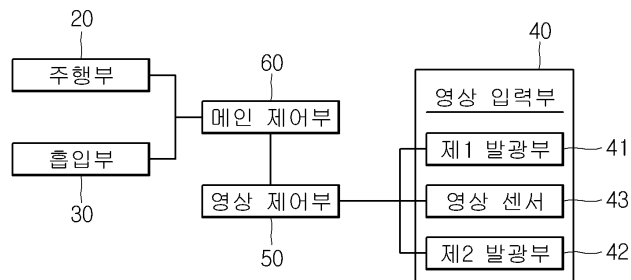 20
주행부
60
40
영상 입력부
메인 제어부
제1 발광부
41
흡입부
30
영상 제어부
50
영상 센서
43
제2 발광부
42